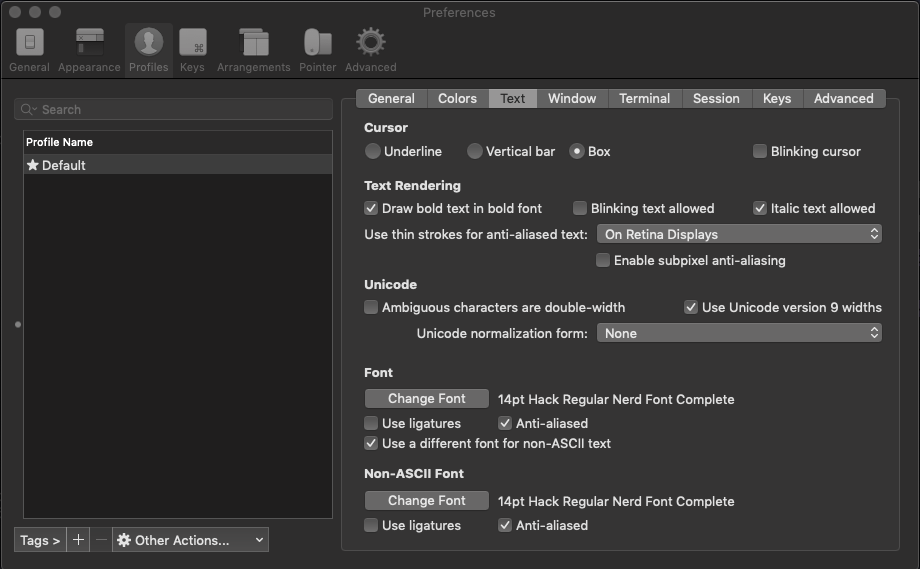 Preferences
General Appearance Profiles Keys Arrangements Pointer Advanced
Search
Profile Name
Default
Tags > + − Other Actions...
General Colors Text Window Terminal Session Keys Advanced
Cursor
Underline Vertical bar Box Blinking cursor
Text Rendering
Draw bold text in bold font Blinking text allowed Italic text allowed
Use thin strokes for anti-aliased text: On Retina Displays
Enable subpixel anti-aliasing
Unicode
Ambiguous characters are double-width Use Unicode version 9 widths
Unicode normalization form: None
Font
Change Font 14pt Hack Regular Nerd Font Complete
Use ligatures Anti-aliased
Use a different font for non-ASCII text
Non-ASCII Font
Change Font 14pt Hack Regular Nerd Font Complete
Use ligatures Anti-aliased